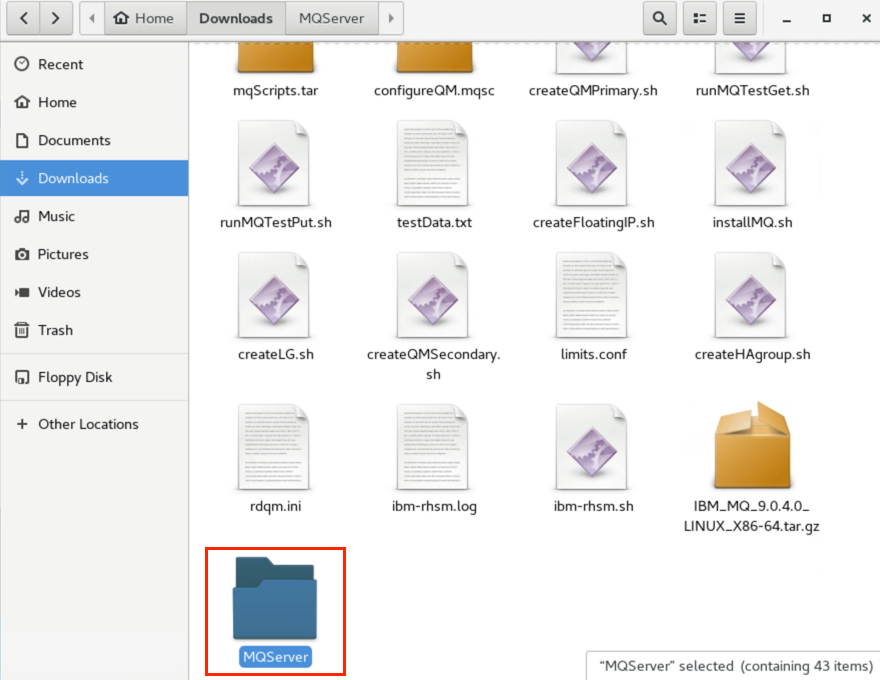 Home Downloads MQServer
Recent
Home
Documents
Downloads
Music
Pictures
Videos
Trash
Floppy Disk
Other Locations
mqScripts.tar configureQM.mqsc createQMPrimary.sh runMQTestGet.sh
runMQTestPut.sh testData.txt createFloatingIP.sh installMQ.sh
createLG.sh createQMSecondary. limits.conf createHAgroup.sh
sh
rdqm.ini ibm-rhsm.log ibm-rhsm.sh IBM_MQ_9.0.4.0_
LINUX_X86-64.tar.gz
MQServer
“MQServer” selected (containing 43 items)